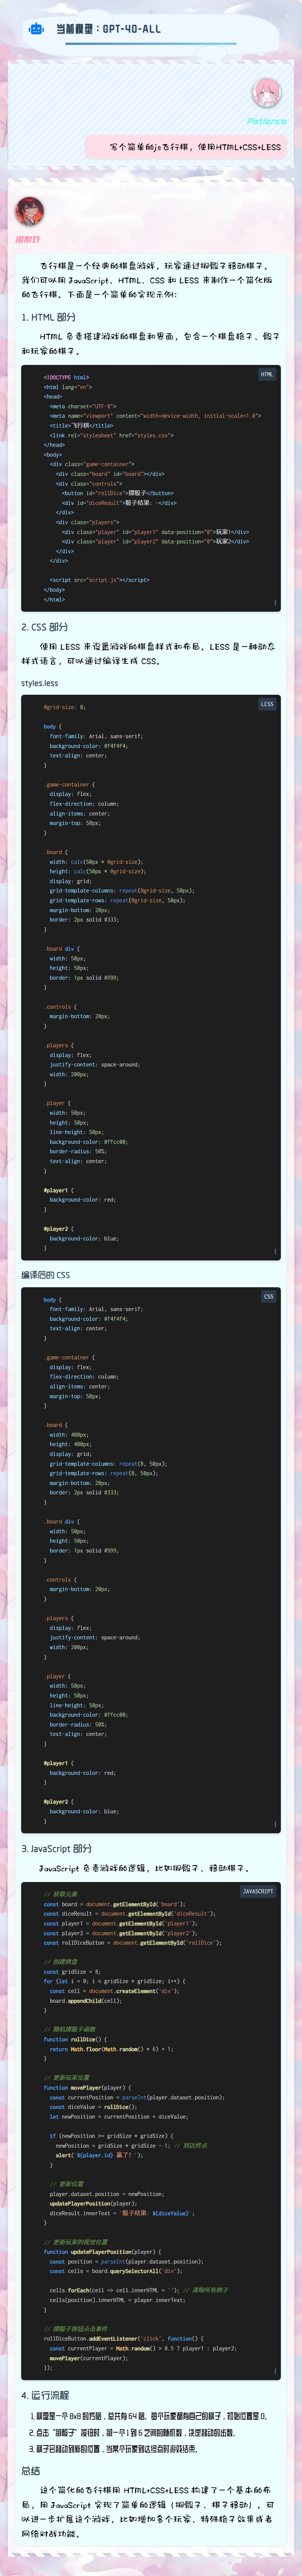 当前模型：GPT-4O-ALL
Patience
写个简单的js飞行棋，使用HTML+CSS+LESS
飞行棋是一个经典的棋盘游戏，玩家通过掷骰子移动棋子。
我们可以用 JavaScript、HTML、CSS 和 LESS 来制作一个简化版
的飞行棋。下面是一个简单的实现示例：
1. HTML 部分
HTML 负责搭建游戏的棋盘和界面，包含一个棋盘格子、骰子
和玩家的棋子。
HTML
<!DOCTYPE html>
<html lang="en">
<head>
<meta charset="UTF-8">
<meta name="viewport" content="width=device-width, initial-scale=1.0">
<title>飞行棋</title>
<link rel="stylesheet" href="styles.css">
</head>
<body>
<div class="game-container">
<div class="board" id="board"></div>
<div class="controls">
<button id="rollDice">掷骰子</button>
<div id="diceResult">骰子结果: -</div>
</div>
<div class="players">
<div class="player" id="player1" data-position="0">玩家1</div>
<div class="player" id="player2" data-position="0">玩家2</div>
</div>
</div>
<script src="script.js"></script>
</body>
</html>
2. CSS 部分
使用 LESS 来设置游戏的棋盘样式和布局。LESS 是一种动态
样式语言，可以通过编译生成 CSS。
styles.less
LESS
@grid-size: 8;
body {
font-family: Arial, sans-serif;
background-color: #f4f4f4;
text-align: center;
}
.game-container {
display: flex;
flex-direction: column;
align-items: center;
margin-top: 50px;
}
.board {
width: calc(50px * @grid-size);
height: calc(50px * @grid-size);
display: grid;
grid-template-columns: repeat(@grid-size, 50px);
grid-template-rows: repeat(@grid-size, 50px);
margin-bottom: 20px;
border: 2px solid #333;
}
.board div {
width: 50px;
height: 50px;
border: 1px solid #999;
}
.controls {
margin-bottom: 20px;
}
.players {
display: flex;
justify-content: space-around;
width: 200px;
}
.player {
width: 50px;
height: 50px;
line-height: 50px;
background-color: #ffcc00;
border-radius: 50%;
text-align: center;
}
#player1 {
background-color: red;
}
#player2 {
background-color: blue;
}
编译后的 CSS
CSS
body {
font-family: Arial, sans-serif;
background-color: #f4f4f4;
text-align: center;
}
.game-container {
display: flex;
flex-direction: column;
align-items: center;
margin-top: 50px;
}
.board {
width: 400px;
height: 400px;
display: grid;
grid-template-columns: repeat(8, 50px);
grid-template-rows: repeat(8, 50px);
margin-bottom: 20px;
border: 2px solid #333;
}
.board div {
width: 50px;
height: 50px;
border: 1px solid #999;
}
.controls {
margin-bottom: 20px;
}
.players {
display: flex;
justify-content: space-around;
width: 200px;
}
.player {
width: 50px;
height: 50px;
line-height: 50px;
background-color: #ffcc00;
border-radius: 50%;
text-align: center;
}
#player1 {
background-color: red;
}
#player2 {
background-color: blue;
}
3. JavaScript 部分
JavaScript 负责游戏的逻辑，比如掷骰子、移动棋子。
JAVASCRIPT
// 获取元素
const board = document.getElementById('board');
const diceResult = document.getElementById('diceResult');
const player1 = document.getElementById('player1');
const player2 = document.getElementById('player2');
const rollDiceButton = document.getElementById('rollDice');
// 创建棋盘
const gridSize = 8;
for (let i = 0; i < gridSize * gridSize; i++) {
const cell = document.createElement('div');
board.appendChild(cell);
}
// 随机掷骰子函数
function rollDice() {
return Math.floor(Math.random() * 6) + 1;
}
// 更新玩家位置
function movePlayer(player) {
const currentPosition = parseInt(player.dataset.position);
const diceValue = rollDice();
let newPosition = currentPosition + diceValue;
if (newPosition >= gridSize * gridSize) {
newPosition = gridSize * gridSize - 1; // 到达终点
alert(`${player.id} 赢了! `);
}
// 更新位置
player.dataset.position = newPosition;
updatePlayerPosition(player);
diceResult.innerText = `骰子结果: ${diceValue}`;
}
// 更新玩家的视觉位置
function updatePlayerPosition(player) {
const position = parseInt(player.dataset.position);
const cells = board.querySelectorAll('div');
cells.forEach(cell => cell.innerHTML = ''); // 清除所有棋子
cells[position].innerHTML = player.innerText;
}
// 掷骰子按钮点击事件
rollDiceButton.addEventListener('click', function() {
const currentPlayer = Math.random() > 0.5 ? player1 : player2;
movePlayer(currentPlayer);
});
4. 运行流程
1. 棋盘是一个 8x8 的方格，总共有 64 格。每个玩家都有自己的棋子，初始位置是 0。
2. 点击“掷骰子”按钮时，掷一个 1 到 6 之间的随机数，决定移动的步数。
3. 棋子会移动到新的位置，当某个玩家到达终点时游戏结束。
总结
这个简化的飞行棋用 HTML+CSS+LESS 构建了一个基本的布
局，用 JavaScript 实现了简单的逻辑（掷骰子、棋子移动）。可
以进一步扩展这个游戏，比如增加多个玩家、特殊格子效果或者
网络对战功能。